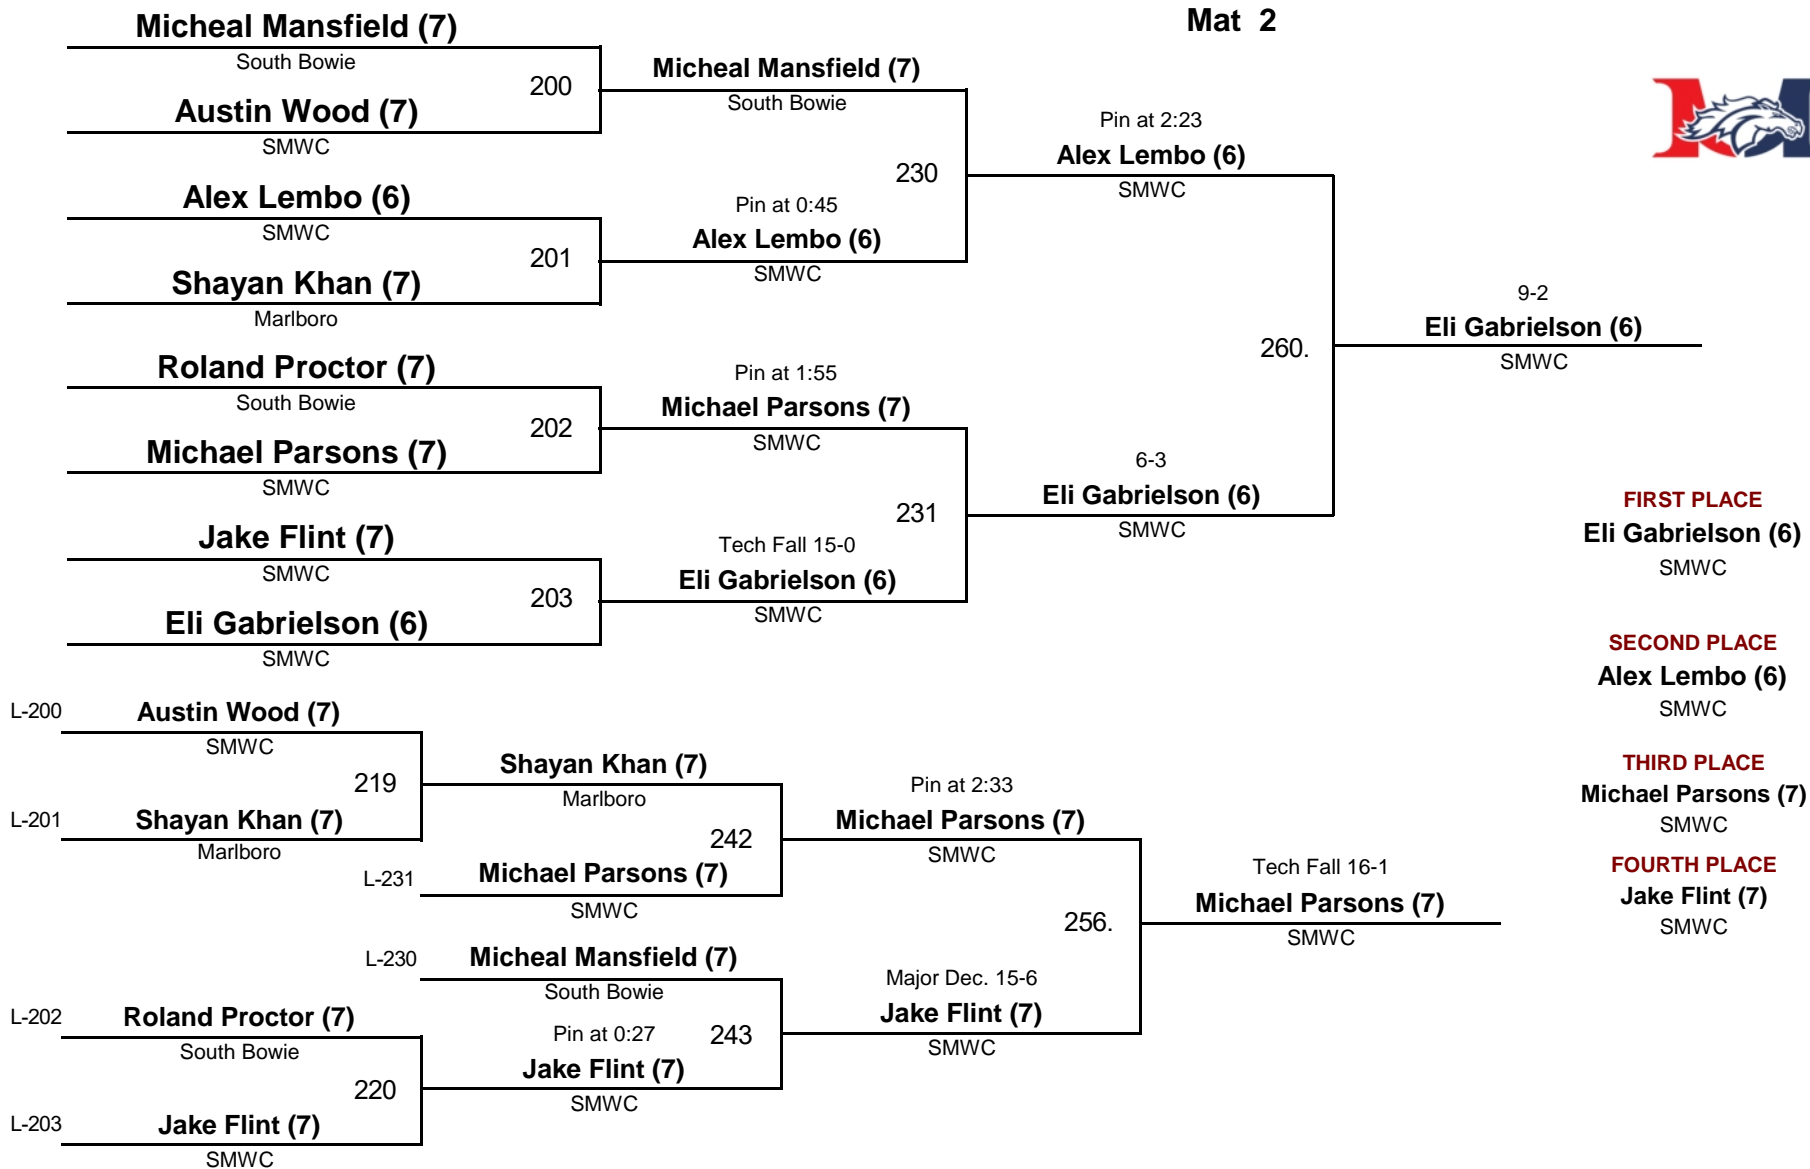 Mat 2
Micheal Mansfield (7)
South Bowie
200
Austin Wood (7)
SMWC
Alex Lembo (6)
SMWC
201
Shayan Khan (7)
Marlboro
Roland Proctor (7)
South Bowie
202
Michael Parsons (7)
SMWC
Jake Flint (7)
SMWC
203
Eli Gabrielson (6)
SMWC
Micheal Mansfield (7)
South Bowie
230
Pin at 0:45
Alex Lembo (6)
SMWC
Pin at 1:55
Michael Parsons (7)
SMWC
231
Tech Fall 15-0
Eli Gabrielson (6)
SMWC
Pin at 2:23
Alex Lembo (6)
SMWC
260.
6-3
Eli Gabrielson (6)
SMWC
9-2
Eli Gabrielson (6)
SMWC
FIRST PLACE
Eli Gabrielson (6)
SMWC
SECOND PLACE
Alex Lembo (6)
SMWC
THIRD PLACE
Michael Parsons (7)
SMWC
FOURTH PLACE
Jake Flint (7)
SMWC
L-200
Austin Wood (7)
SMWC
219
L-201
Shayan Khan (7)
Marlboro
Shayan Khan (7)
Marlboro
242
L-231
Michael Parsons (7)
SMWC
L-230
Micheal Mansfield (7)
South Bowie
243
L-202
Roland Proctor (7)
South Bowie
220
L-203
Jake Flint (7)
SMWC
Pin at 0:27
Jake Flint (7)
SMWC
Pin at 2:33
Michael Parsons (7)
SMWC
256.
Major Dec. 15-6
Jake Flint (7)
SMWC
Tech Fall 16-1
Michael Parsons (7)
SMWC